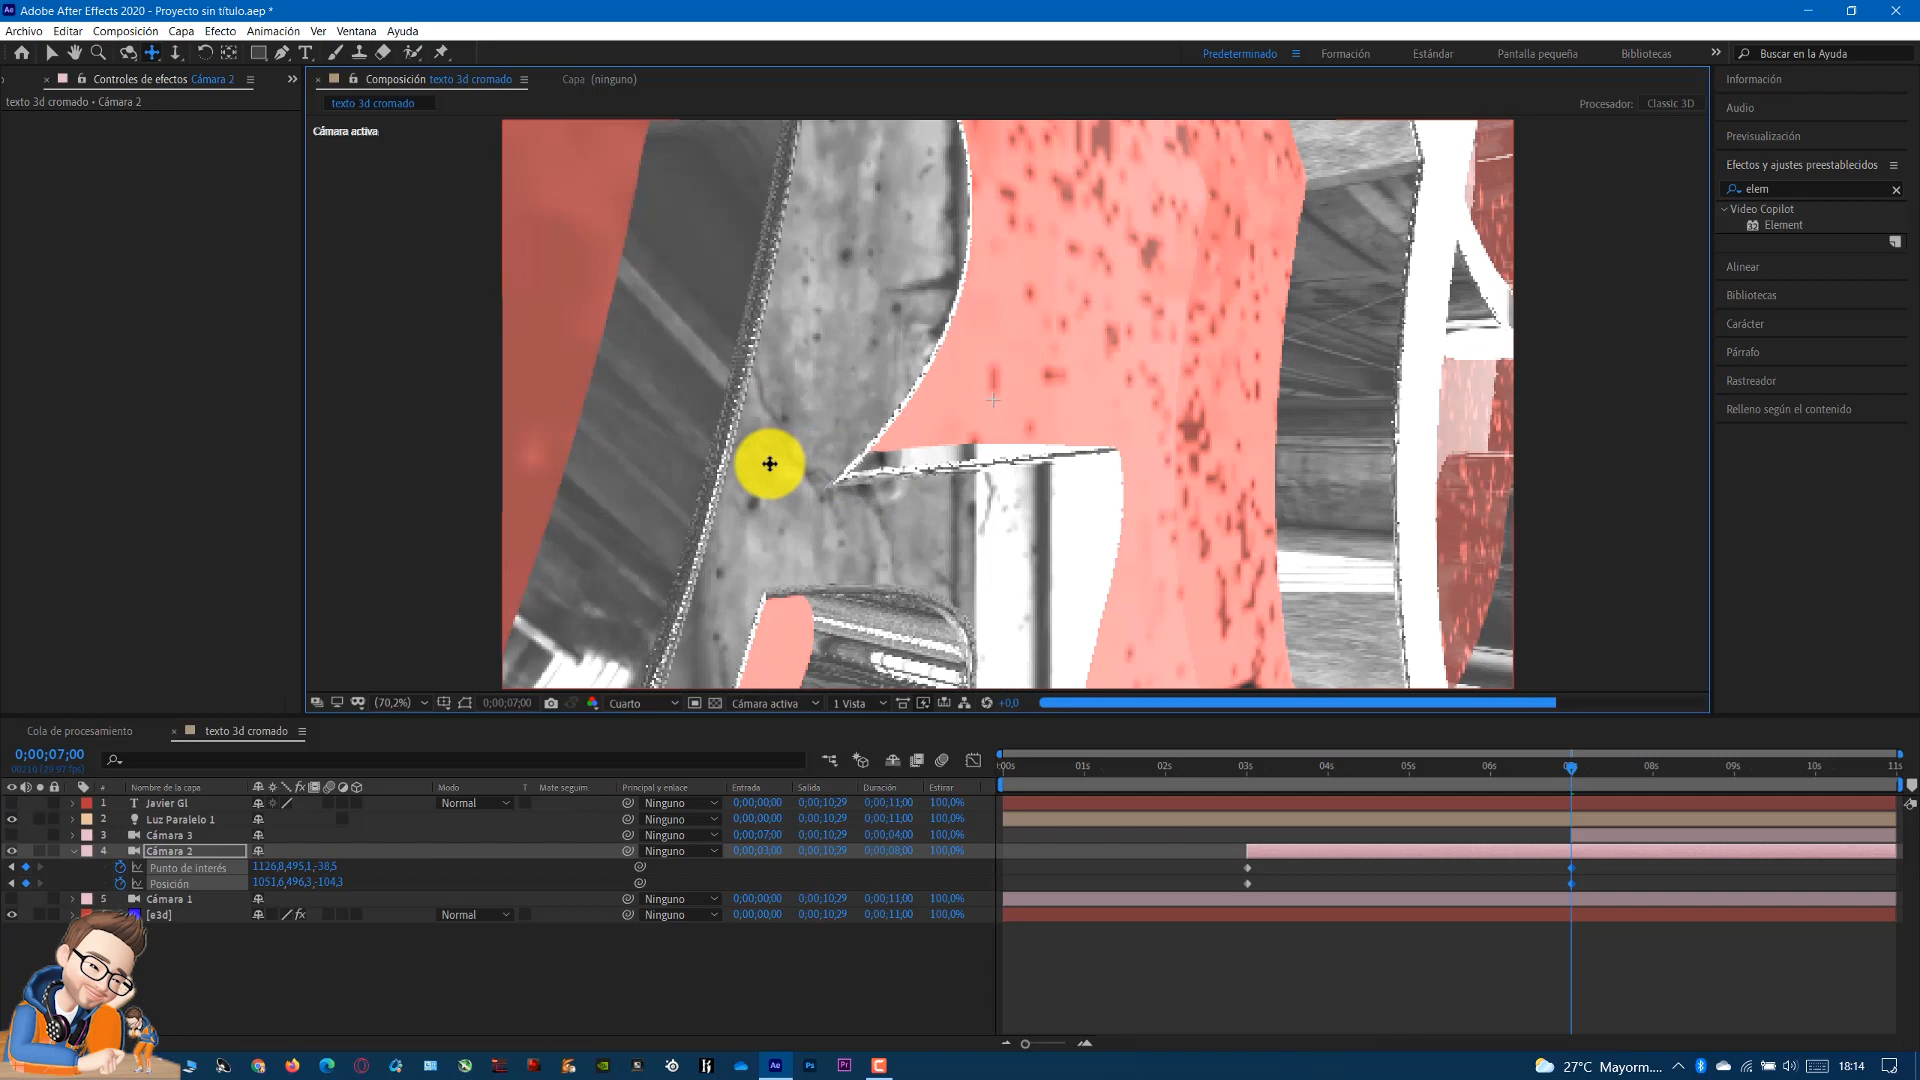 Adobe After Effects 2020 - Proyecto sin título.aep *
Archivo Editar Composición Capa Efecto Animación Ver Ventana Ayuda
Predeterminado Formación Estándar Pantalla pequeña Bibliotecas Buscar en la Ayuda
Controles de efectos Cámara 2
texto 3d cromado • Cámara 2
Composición texto 3d cromado
Capa (ninguno)
texto 3d cromado
Procesador: Classic 3D
Cámara activa
Información
Audio
Previsualización
Efectos y ajustes preestablecidos
elem
Video Copilot
32 Element
Alinear
Bibliotecas
Carácter
Párrafo
Rastreador
Relleno según el contenido
(70,2%) 0;00;07;00 Cuarto Cámara activa 1 Vista +0,0
Cola de procesamiento
texto 3d cromado
0;00;07;00
00210 (29.97 fps)
:00s 01s 02s 03s 04s 05s 06s 08s 09s 10s 11s
# Nombre de la capa Modo T Mate seguim. Principal y enlace Entrada Salida Duración Estirar
1 T Javier Gl Normal Ninguno 0;00;00;00 0;00;10;29 0;00;11;00 100,0%
2 Luz Paralelo 1 Ninguno 0;00;00;00 0;00;10;29 0;00;11;00 100,0%
3 Cámara 3 Ninguno 0;00;07;00 0;00;10;29 0;00;04;00 100,0%
4 Cámara 2 Ninguno 0;00;03;00 0;00;10;29 0;00;08;00 100,0%
Punto de interés 1126,8,495,1,-38,5
Posición 1051,6,496,3,-104,3
5 Cámara 1 Ninguno 0;00;00;00 0;00;10;29 0;00;11;00 100,0%
[e3d] Normal Ninguno 0;00;00;00 0;00;10;29 0;00;11;00 100,0%
27°C Mayorm.... 18:14